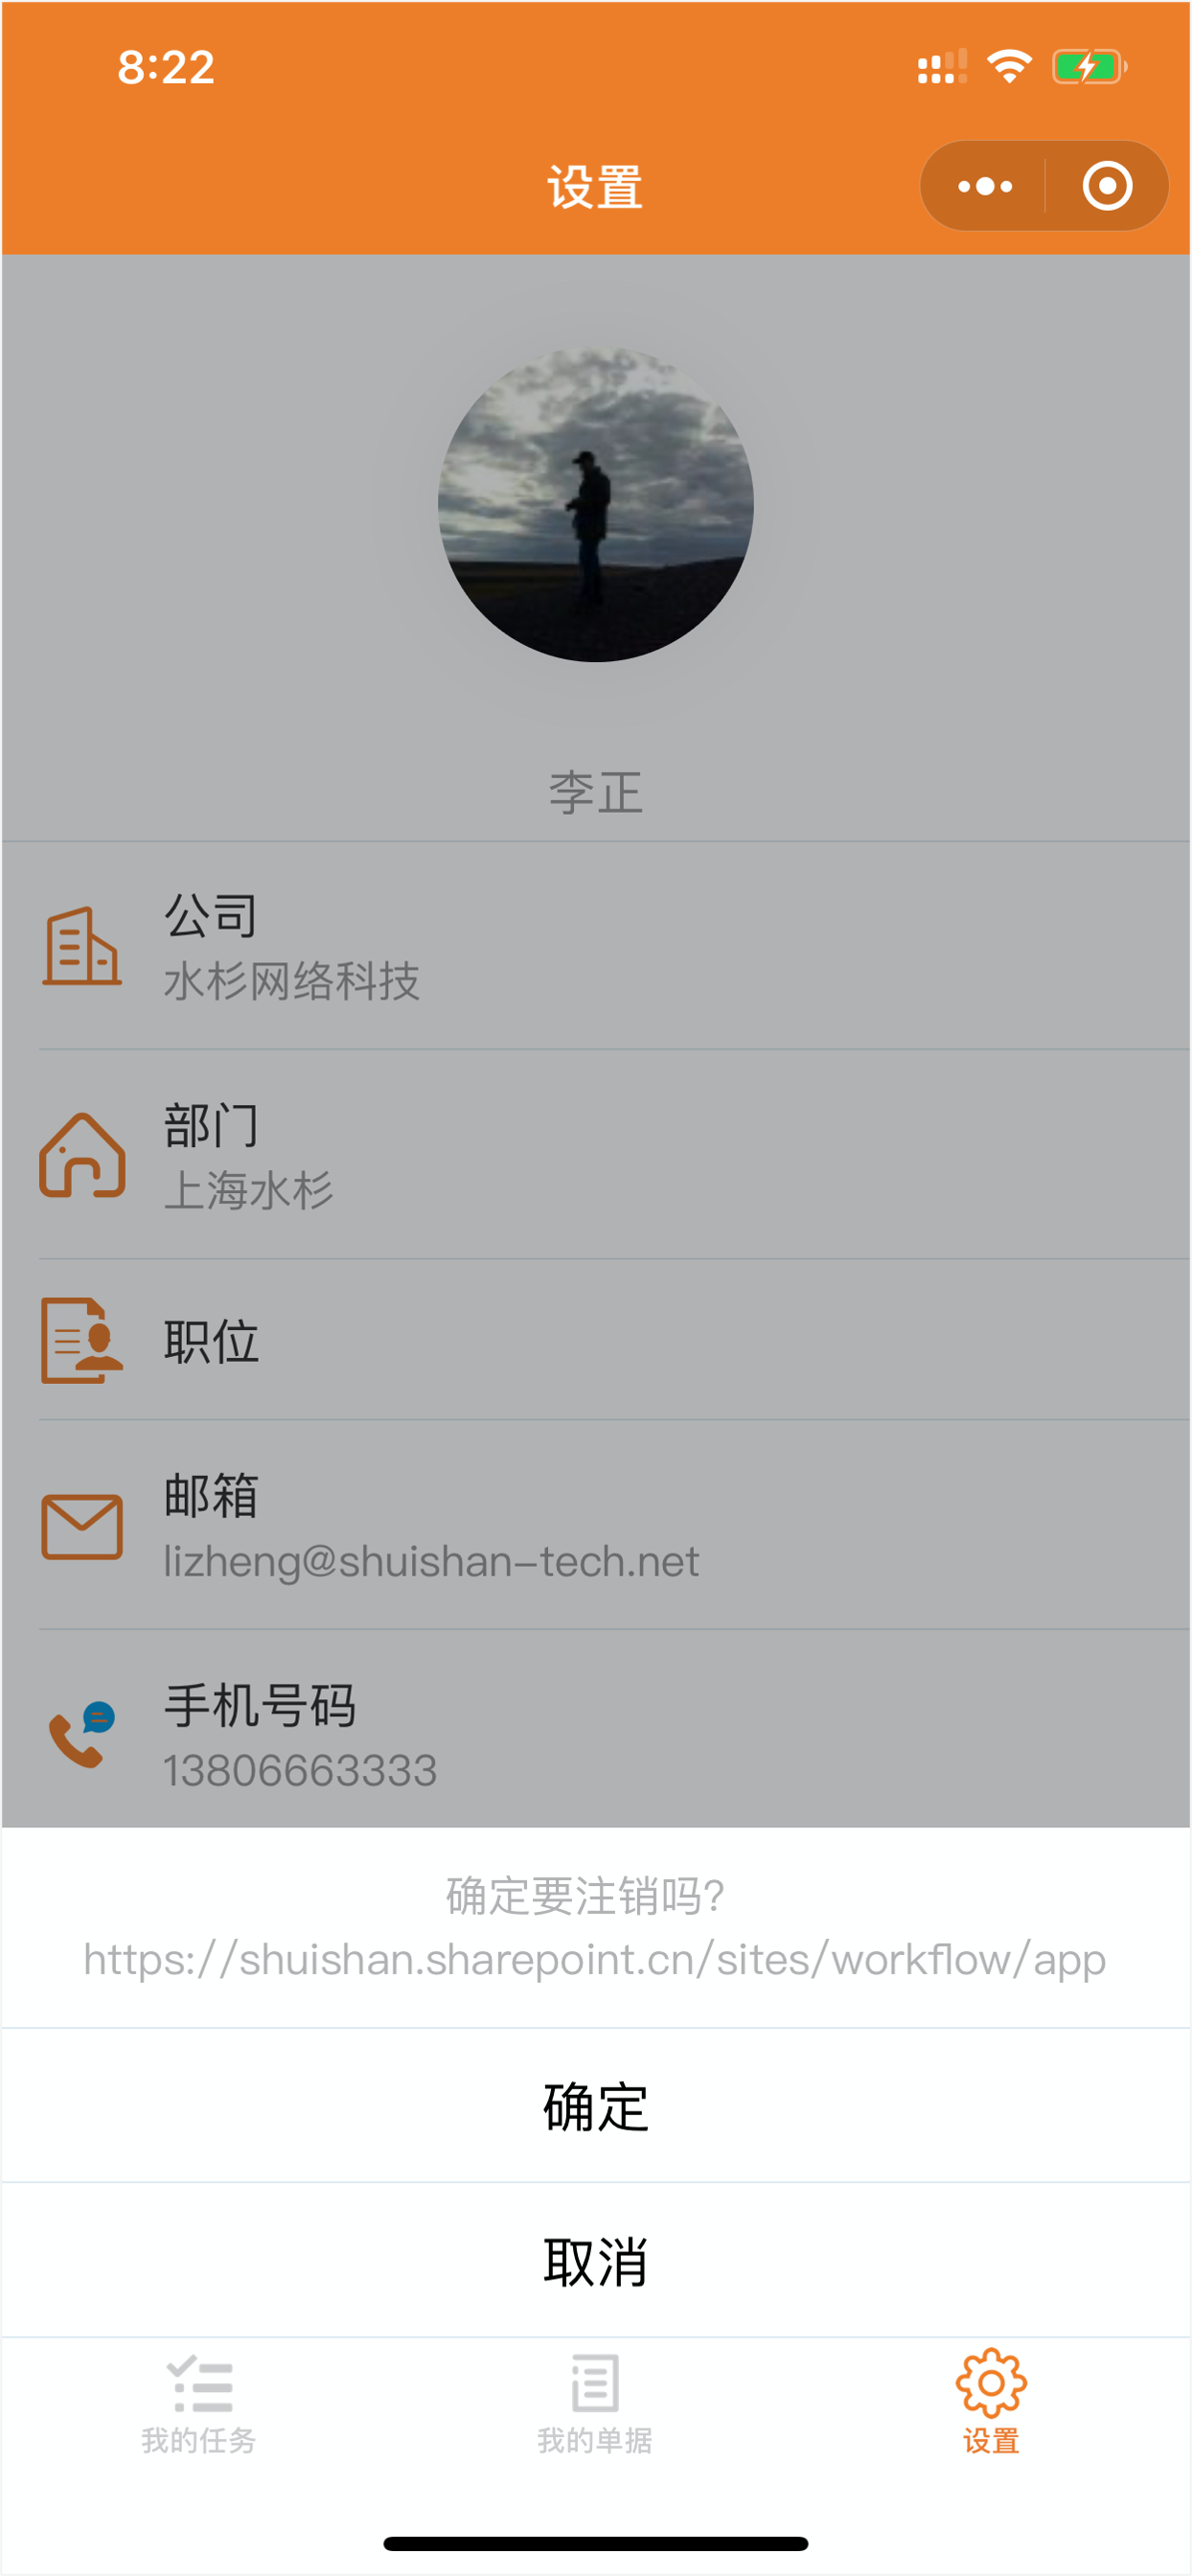 8:22
设置
李正
公司
水杉网络科技
部门
上海水杉
职位
邮箱
lizheng@shuishan-tech.net
手机号码
13806663333
确定要注销吗?
https://shuishan.sharepoint.cn/sites/workflow/app
确定
取消
我的任务
我的单据
设置